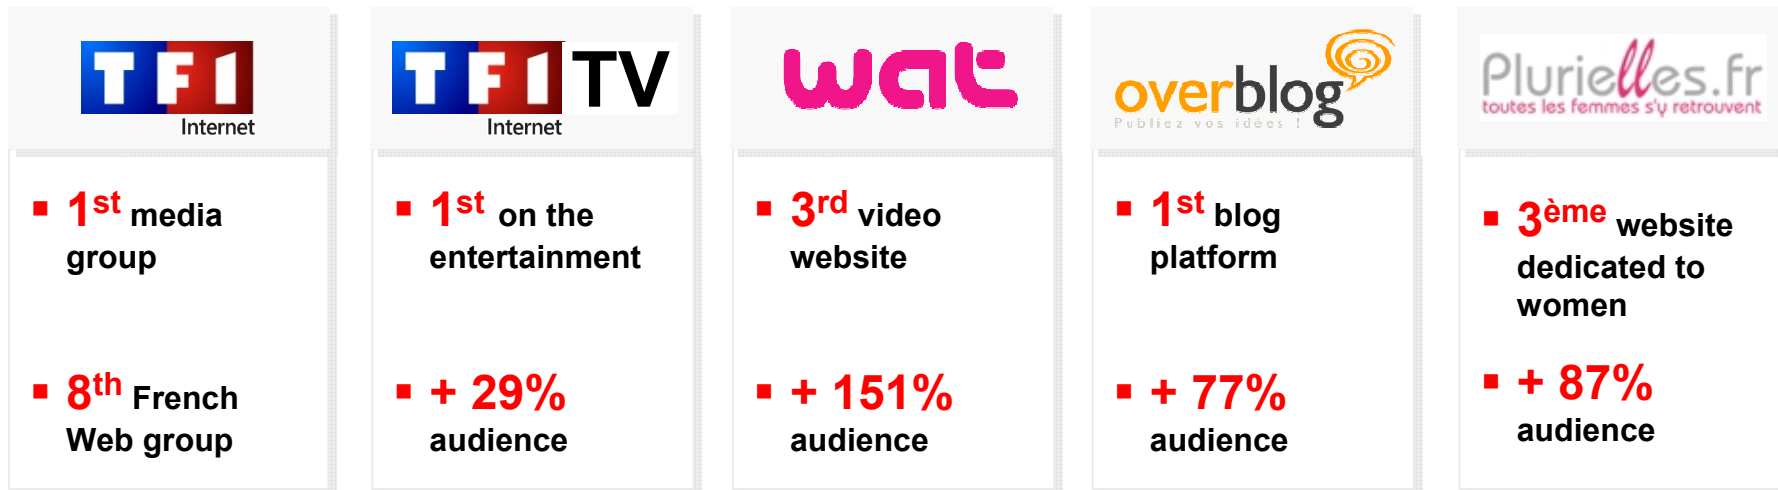 TF1
Internet
▪ 1st media
group
▪ 8th French
Web group
TF1 TV
Internet
▪ 1st on the
entertainment
▪ + 29%
audience
wat
▪ 3rd video
website
▪ + 151%
audience
overblog
Publiez vos idées !
▪ 1st blog
platform
▪ + 77%
audience
Plurielles.fr
toutes les femmes s'y retrouvent
▪ 3ème website
dedicated to
women
▪ + 87%
audience